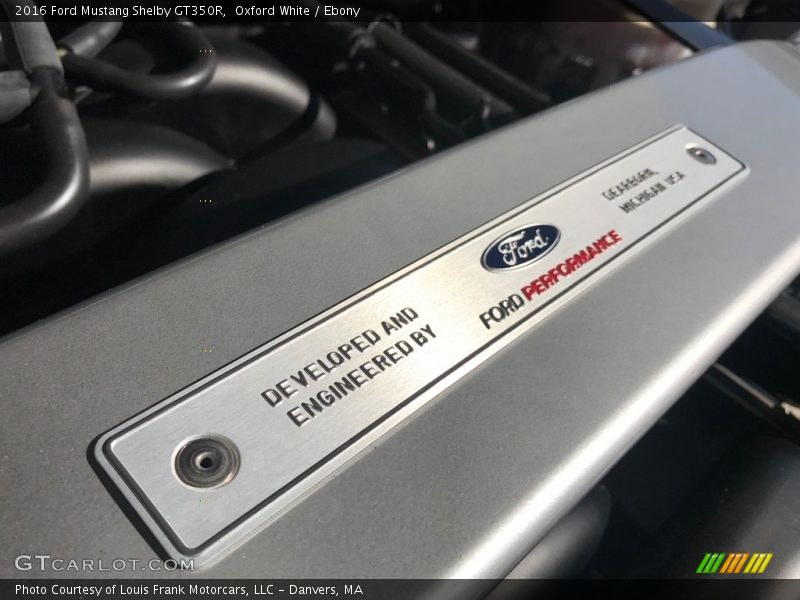 2016 Ford Mustang Shelby GT350R, Oxford White / Ebony
DEARBORN,
MICHIGAN USA
Ford
FORD PERFORMANCE
DEVELOPED AND
ENGINEERED BY
GTCARLOT.COM
Photo Courtesy of Louis Frank Motorcars, LLC - Danvers, MA